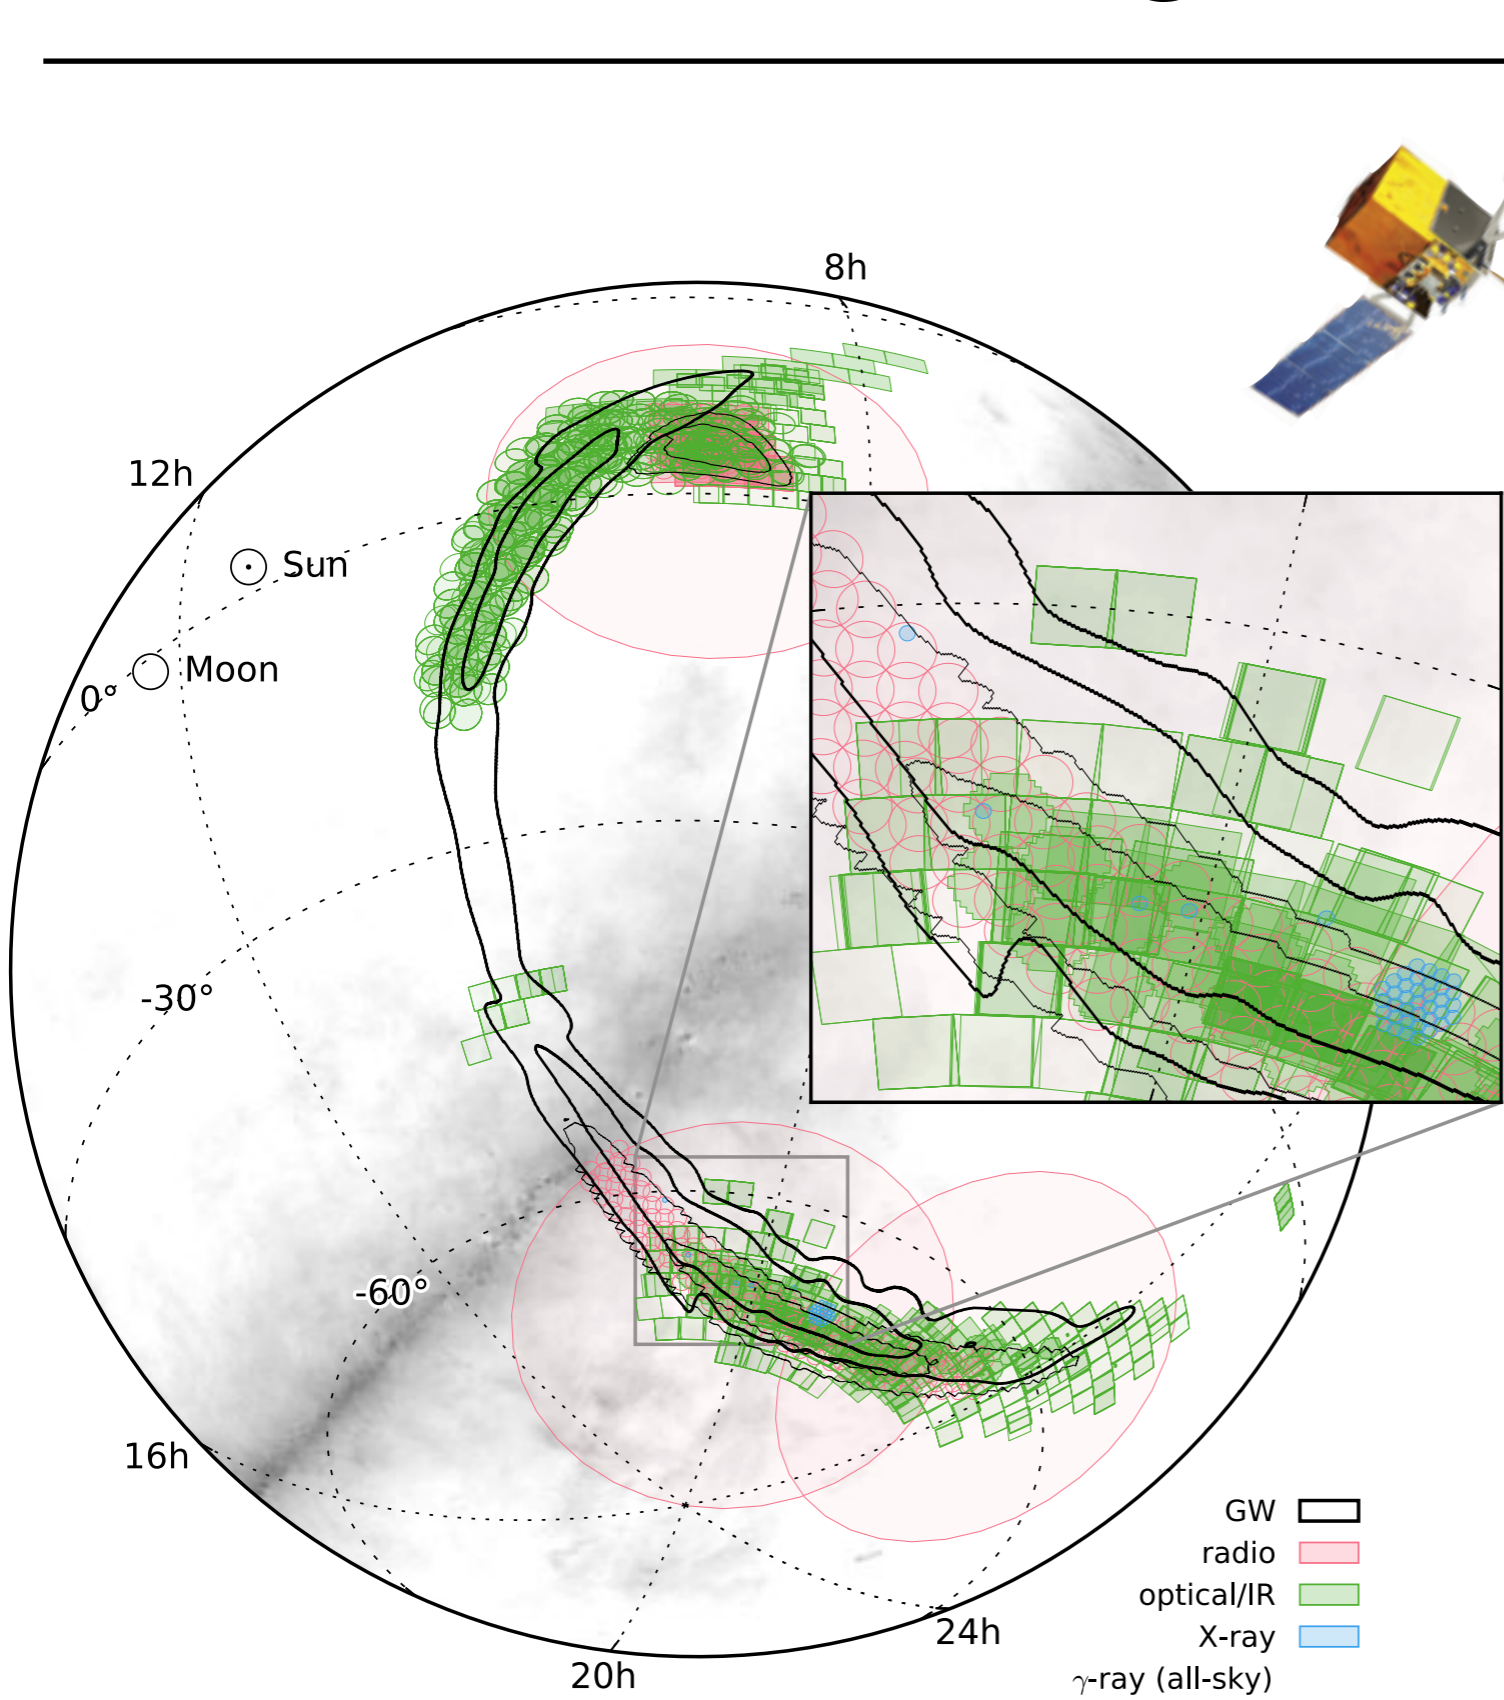 8h
12h
Sun
Moon
0°
-30°
-60°
16h
20h
24h
GW
radio
optical/IR
X-ray
γ-ray (all-sky)